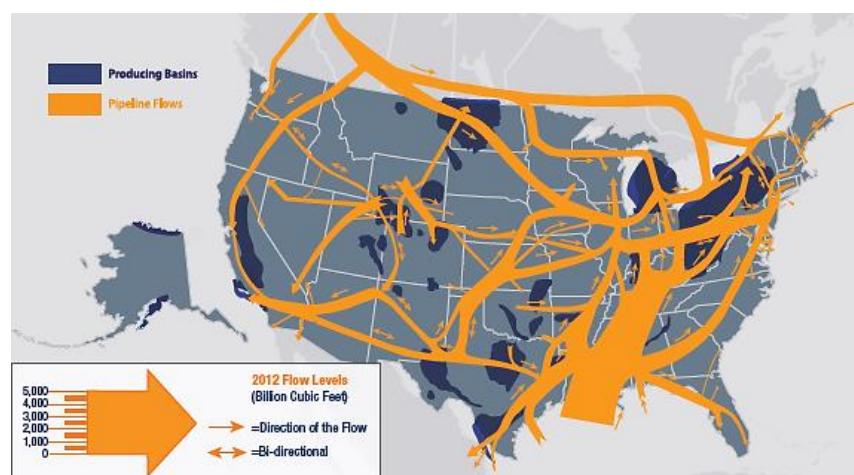 Producing Basins
Pipeline Flows
2012 Flow Levels
(Billion Cubic Feet)
5,000
4,000
3,000
2,000
1,000
0
=Direction of the Flow
=Bi-directional